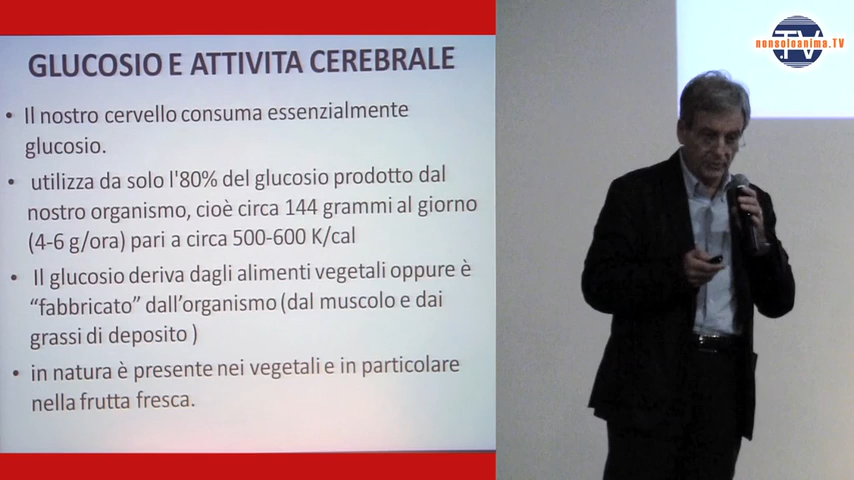 GLUCOSIO E ATTIVITA CEREBRALE
• Il nostro cervello consuma essenzialmente
glucosio.
• utilizza da solo l'80% del glucosio prodotto dal
nostro organismo, cioè circa 144 grammi al giorno
(4-6 g/ora) pari a circa 500-600 K/cal
• Il glucosio deriva dagli alimenti vegetali oppure è
“fabbricato” dall’organismo (dal muscolo e dai
grassi di deposito )
• in natura è presente nei vegetali e in particolare
nella frutta fresca.
TV
nonsoloanima.TV